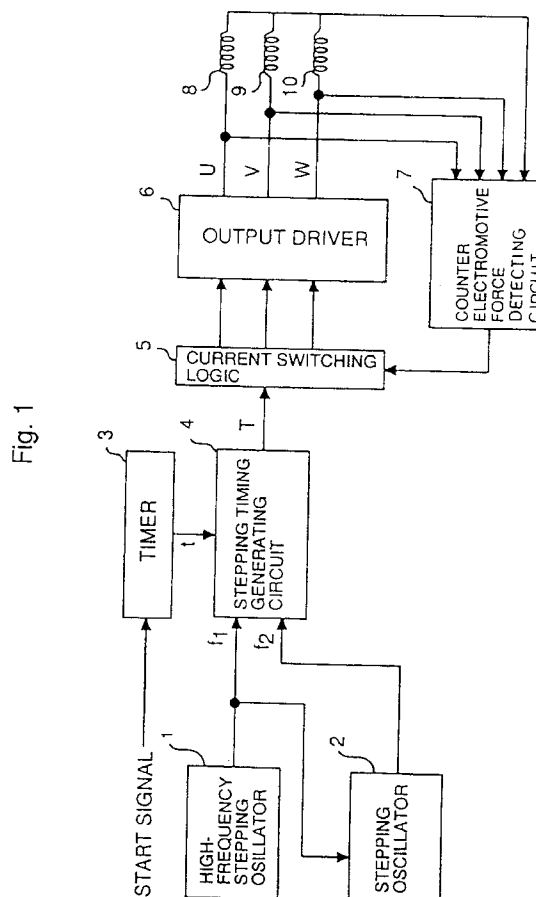 Fig. 1
START SIGNAL
3
TIMER
t
1
HIGH-
FREQUENCY
STEPPING
OSILLATOR
f1
f2
2
STEPPING
OSCILLATOR
4
STEPPING TIMING
GENERATING
CIRCUIT
T
5
CURRENT SWITCHING
LOGIC
6
OUTPUT DRIVER
U
V
W
8
9
10
7
COUNTER
ELECTROMOTIVE
FORCE
DETECTING
CIRCUIT